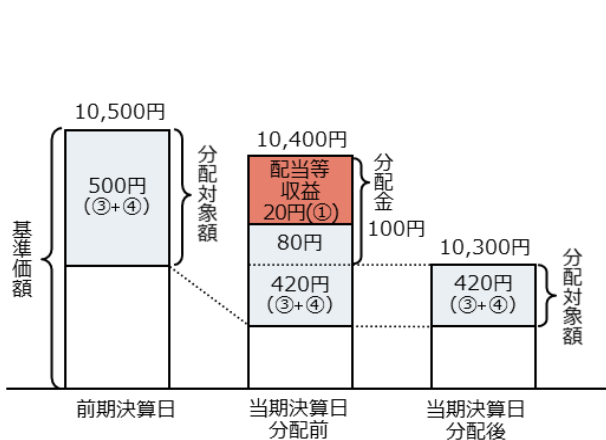 基準価額
10,500円
500円
(③+④)
分配対象額
前期決算日
10,400円
配当等
収益
20円(①)
80円
420円
(③+④)
分配金
100円
当期決算日
分配前
10,300円
420円
(③+④)
分配対象額
当期決算日
分配後